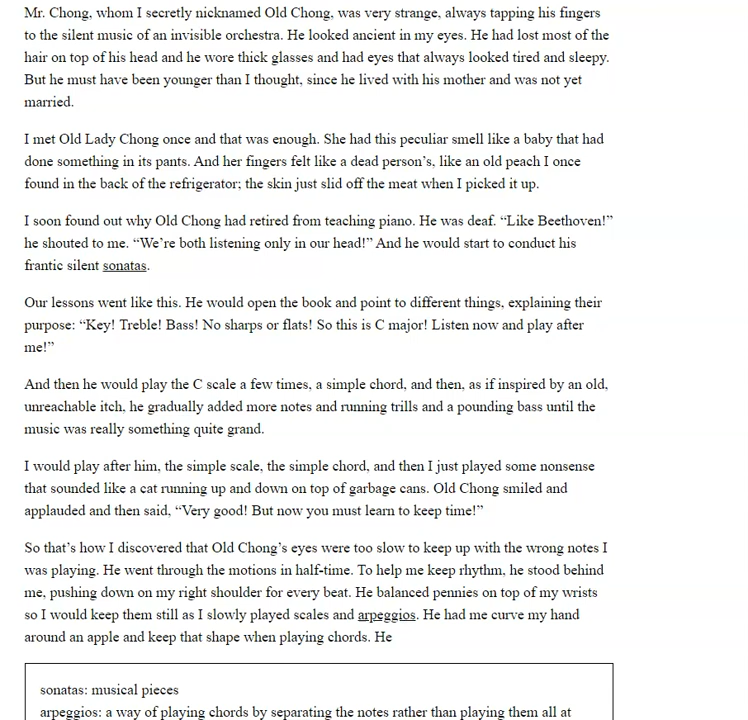 Mr. Chong, whom I secretly nicknamed Old Chong, was very strange, always tapping his fingers
to the silent music of an invisible orchestra. He looked ancient in my eyes. He had lost most of the
hair on top of his head and he wore thick glasses and had eyes that always looked tired and sleepy.
But he must have been younger than I thought, since he lived with his mother and was not yet
married.
I met Old Lady Chong once and that was enough. She had this peculiar smell like a baby that had
done something in its pants. And her fingers felt like a dead person’s, like an old peach I once
found in the back of the refrigerator; the skin just slid off the meat when I picked it up.
I soon found out why Old Chong had retired from teaching piano. He was deaf. “Like Beethoven!”
he shouted to me. “We’re both listening only in our head!” And he would start to conduct his
frantic silent sonatas.
Our lessons went like this. He would open the book and point to different things, explaining their
purpose: “Key! Treble! Bass! No sharps or flats! So this is C major! Listen now and play after
me!”
And then he would play the C scale a few times, a simple chord, and then, as if inspired by an old,
unreachable itch, he gradually added more notes and running trills and a pounding bass until the
music was really something quite grand.
I would play after him, the simple scale, the simple chord, and then I just played some nonsense
that sounded like a cat running up and down on top of garbage cans. Old Chong smiled and
applauded and then said, “Very good! But now you must learn to keep time!”
So that’s how I discovered that Old Chong’s eyes were too slow to keep up with the wrong notes I
was playing. He went through the motions in half-time. To help me keep rhythm, he stood behind
me, pushing down on my right shoulder for every beat. He balanced pennies on top of my wrists
so I would keep them still as I slowly played scales and arpeggios. He had me curve my hand
around an apple and keep that shape when playing chords. He
sonatas: musical pieces
arpeggios: a way of playing chords by separating the notes rather than playing them all at